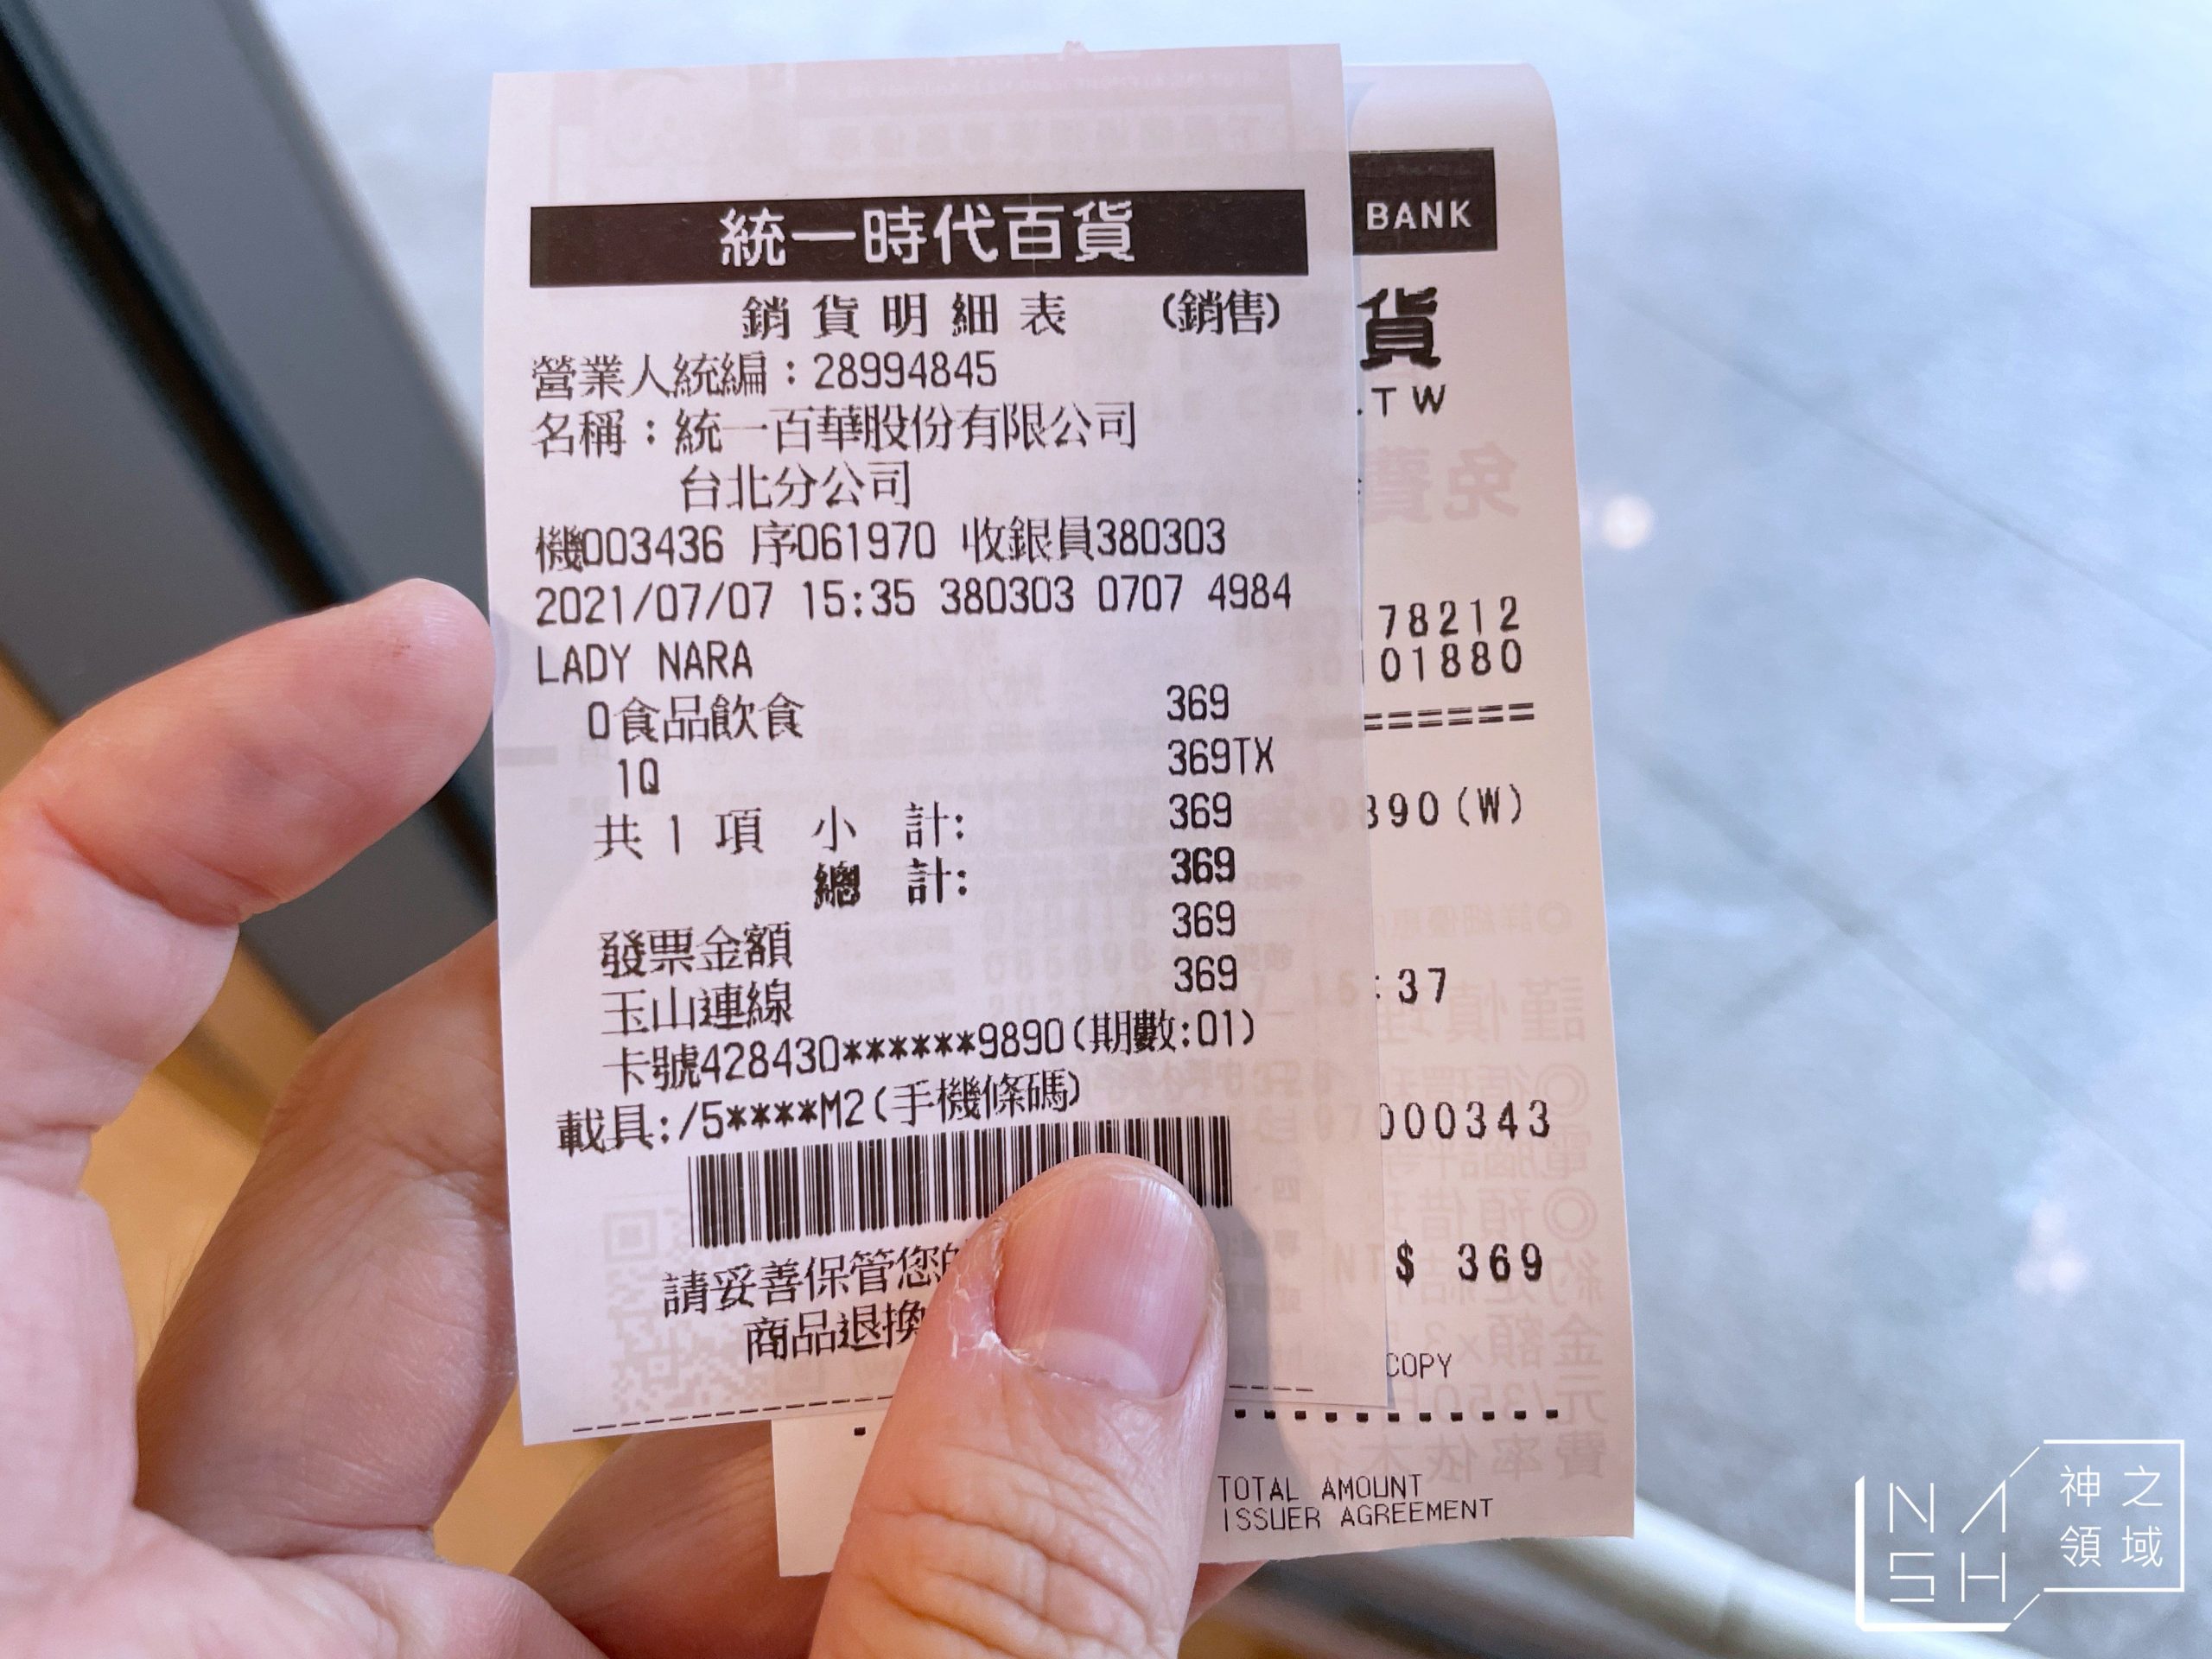 統一時代百貨
銷貨明細表 (銷售)
營業人統編：28994845
名稱：統一百華股份有限公司
台北分公司
機003436 序061970 收銀員380303
2021/07/07 15:35 380303 0707 4984
LADY NARA
0食品飲食 369
1Q 369TX
共 1 項 小 計: 369
總 計: 369
發票金額 369
玉山連線 369
卡號428430******9890(期數:01)
載具:/5****M2(手機條碼)
請妥善保管您的
商品退換
BANK
貨
.TW
78212
01880
======
890(W)
:37
000343
$ 369
COPY
TOTAL AMOUNT
ISSUER AGREEMENT
NASH
神之
領域